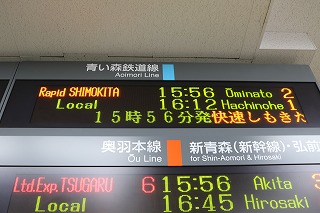 青い森鉄道線
Aoimori Line
Rapid SHIMOKITA 15:56 Ōminato 2
Local 16:12 Hachinohe 1
15時56分発快速しもきた
奥羽本線 新青森(新幹線)・弘前
Ōu Line for Shin-Aomori & Hirosaki
Ltd.Exp.TSUGARU 6 15:56 Akita 3
Local 16:45 Hirosaki